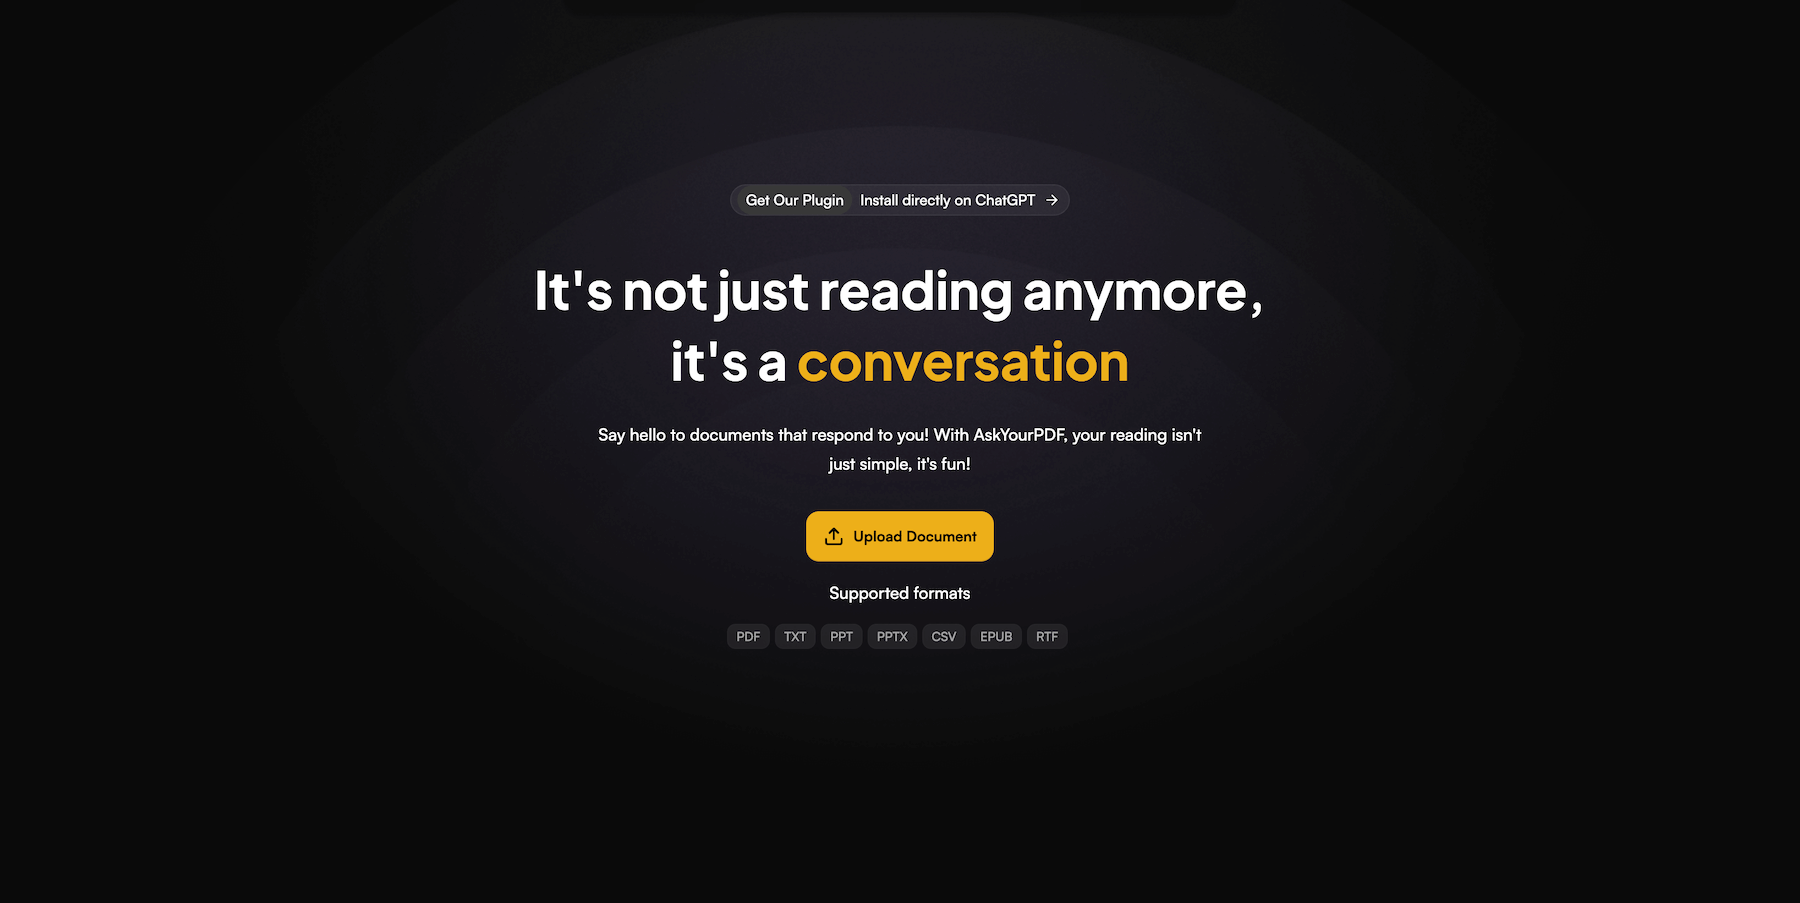 Get Our Plugin Install directly on ChatGPT →
It's not just reading anymore,
it's a conversation
Say hello to documents that respond to you! With AskYourPDF, your reading isn't
just simple, it's fun!
Upload Document
Supported formats
PDF TXT PPT PPTX CSV EPUB RTF